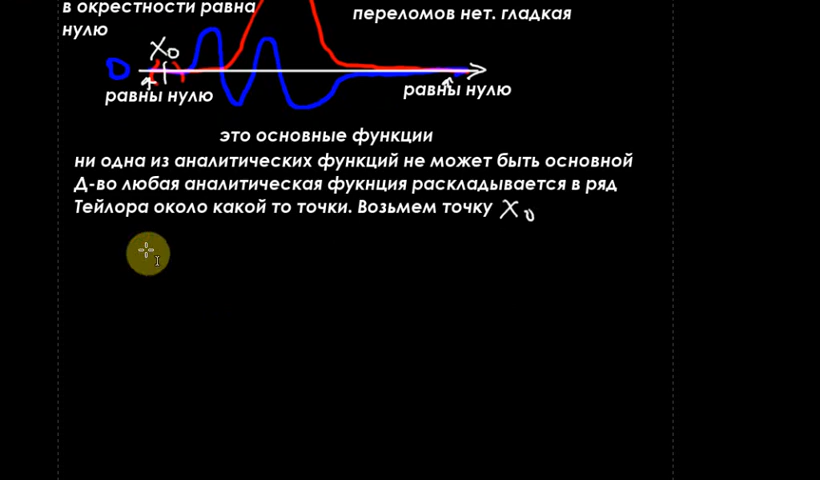 в окрестности равна
нулю
переломов нет. гладкая
x₀
D
равны нулю
равны нулю
это основные функции
ни одна из аналитических функций не может быть основной
Д-во любая аналитическая фукнция раскладывается в ряд
Тейлора около какой то точки. Возьмем точку x₀